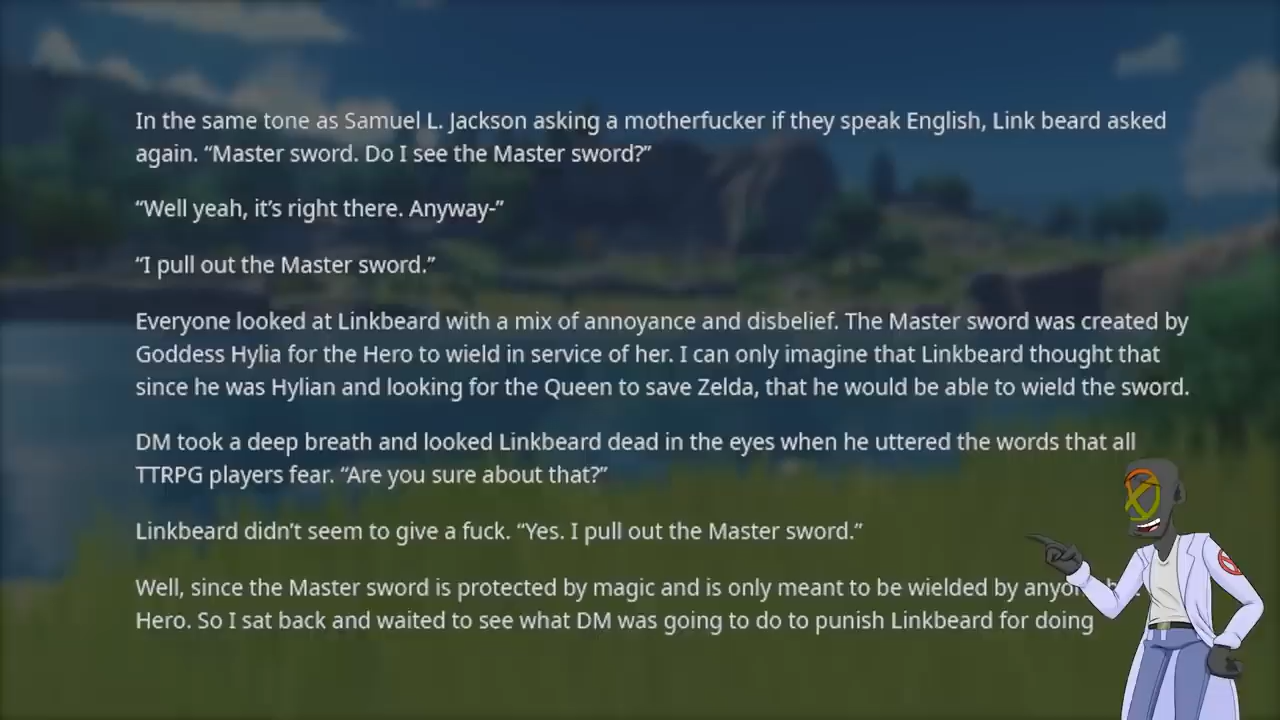 In the same tone as Samuel L. Jackson asking a motherfucker if they speak English, Link beard asked
again. “Master sword. Do I see the Master sword?”
“Well yeah, it’s right there. Anyway-”
“I pull out the Master sword.”
Everyone looked at Linkbeard with a mix of annoyance and disbelief. The Master sword was created by
Goddess Hylia for the Hero to wield in service of her. I can only imagine that Linkbeard thought that
since he was Hylian and looking for the Queen to save Zelda, that he would be able to wield the sword.
DM took a deep breath and looked Linkbeard dead in the eyes when he uttered the words that all
TTRPG players fear. “Are you sure about that?”
Linkbeard didn’t seem to give a fuck. “Yes. I pull out the Master sword.”
Well, since the Master sword is protected by magic and is only meant to be wielded by
Hero. So I sat back and waited to see what DM was going to do to punish Linkbeard for doing